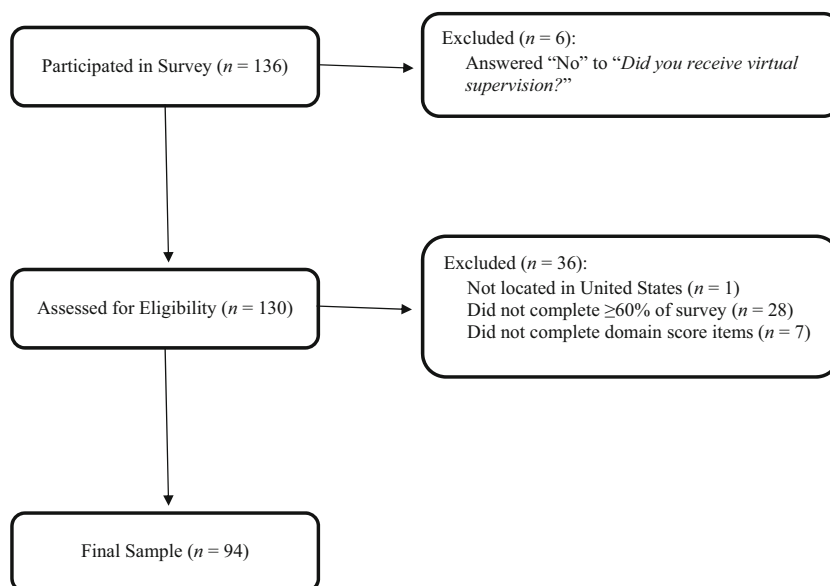 Participated in Survey (n = 136)
Excluded (n = 6):
Answered “No” to “Did you receive virtual
supervision?”
Assessed for Eligibility (n = 130)
Excluded (n = 36):
Not located in United States (n = 1)
Did not complete ≥60% of survey (n = 28)
Did not complete domain score items (n = 7)
Final Sample (n = 94)